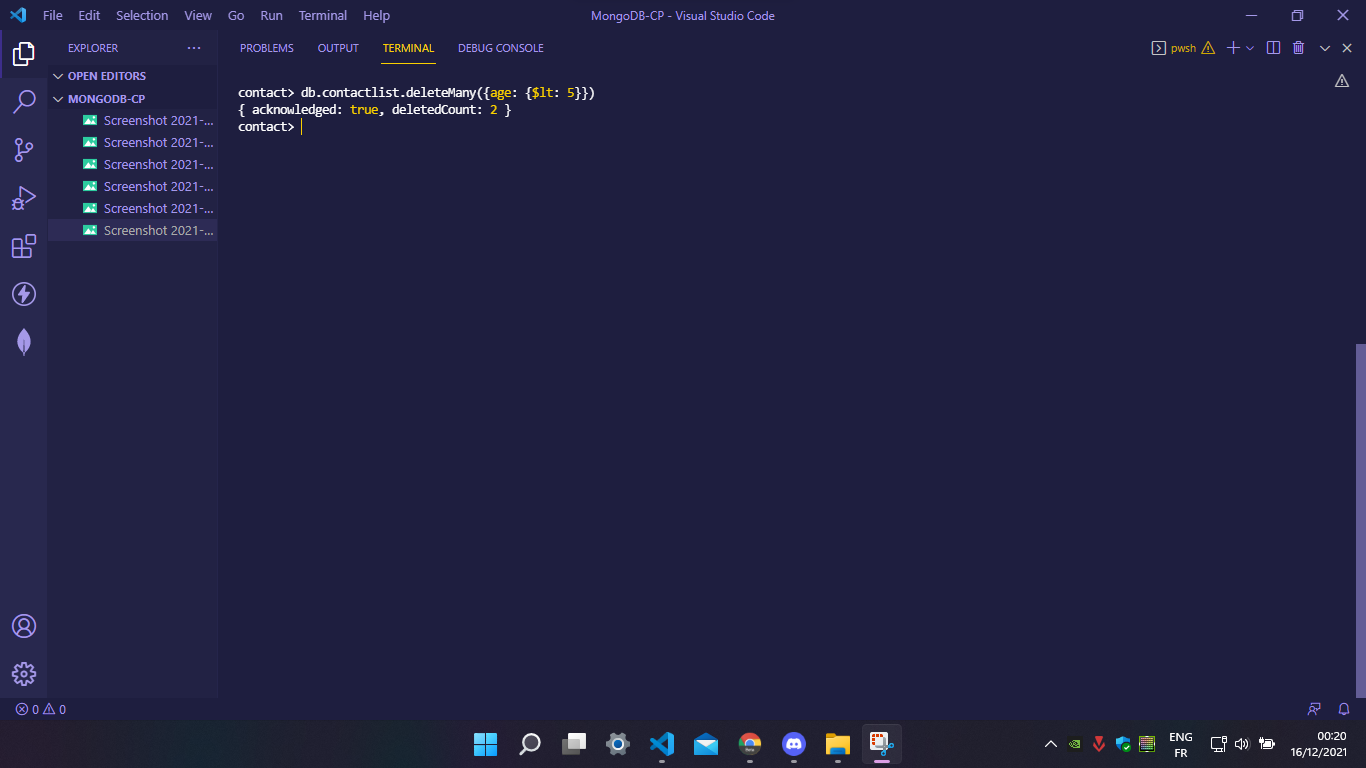 File Edit Selection View Go Run Terminal Help
MongoDB-CP - Visual Studio Code
EXPLORER
PROBLEMS OUTPUT TERMINAL DEBUG CONSOLE
pwsh
OPEN EDITORS
MONGODB-CP
Screenshot 2021-...
Screenshot 2021-...
Screenshot 2021-...
Screenshot 2021-...
Screenshot 2021-...
Screenshot 2021-...
contact> db.contactlist.deleteMany({age: {$lt: 5}})
{ acknowledged: true, deletedCount: 2 }
contact>
0 0
ENG
FR
00:20
16/12/2021